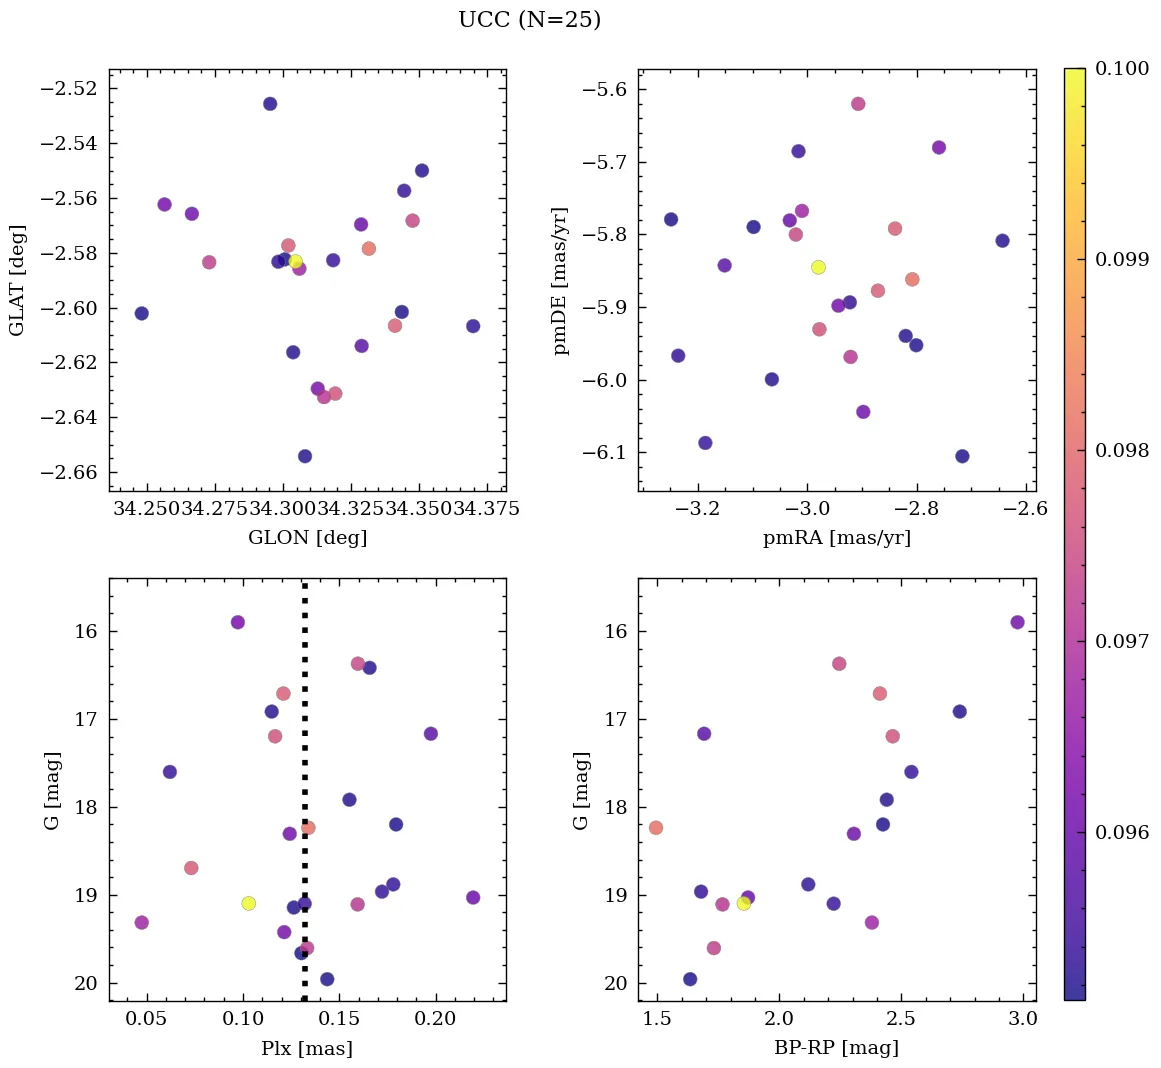 UCC (N=25)
−2.52
−2.54
−2.56
−2.58
−2.60
−2.62
−2.64
−2.66
GLAT [deg]
34.250 34.275 34.300 34.325 34.350 34.375
GLON [deg]
−5.6
−5.7
−5.8
−5.9
−6.0
−6.1
pmDE [mas/yr]
−3.2 −3.0 −2.8 −2.6
pmRA [mas/yr]
16
17
18
19
20
G [mag]
0.05 0.10 0.15 0.20
Plx [mas]
16
17
18
19
20
G [mag]
1.5 2.0 2.5 3.0
BP-RP [mag]
0.100
0.099
0.098
0.097
0.096